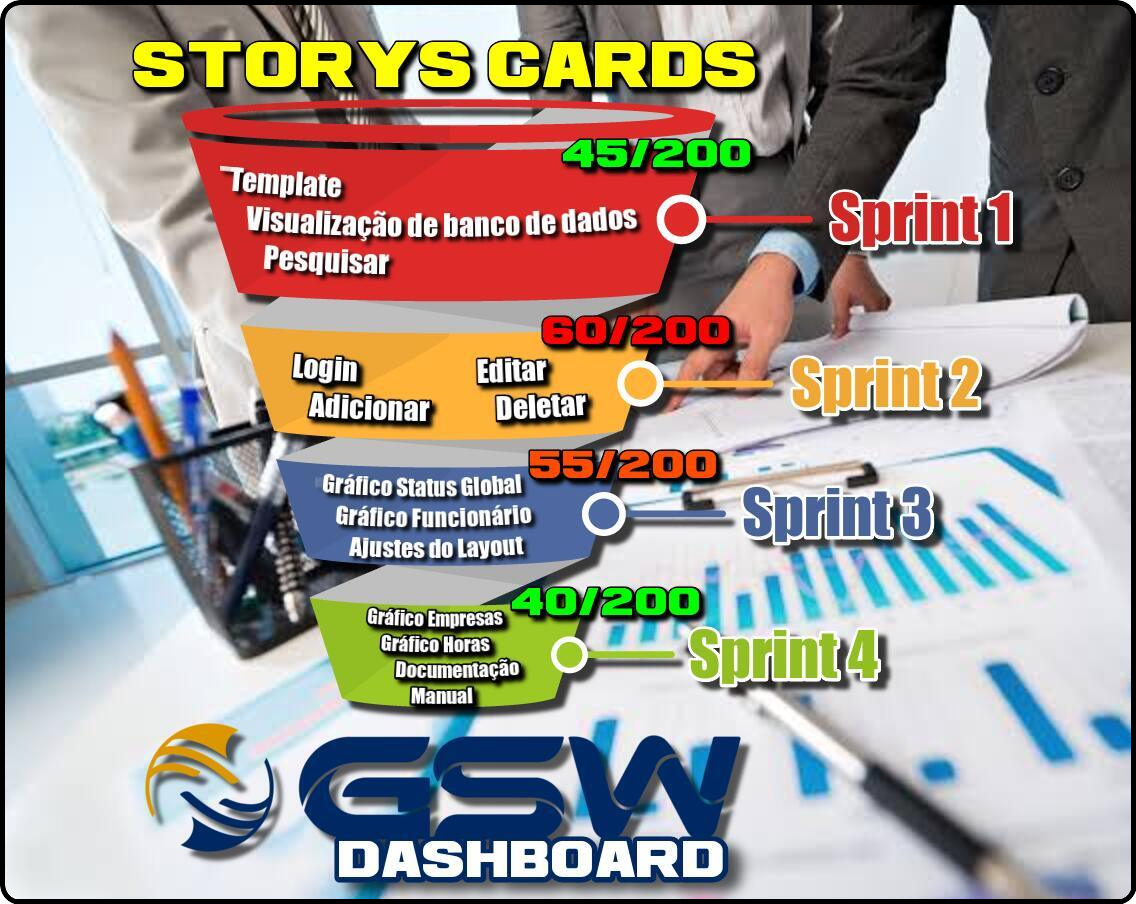 STORYS CARDS
45/200
Template
Visualização de banco de dados
Pesquisar
Sprint 1
60/200
Login
Editar
Adicionar
Deletar
Sprint 2
55/200
Gráfico Status Global
Gráfico Funcionário
Ajustes do Layout
Sprint 3
40/200
Gráfico Empresas
Gráfico Horas
Documentação
Manual
Sprint 4
GSW
DASHBOARD